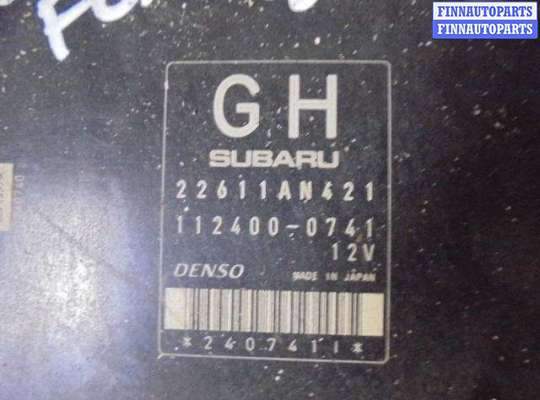 FINNAUTOPARTS
FINNAUTOPARTS
GH
SUBARU
22611AN421
112400-0741
12V
DENSO
MADE IN JAPAN
*2407411*